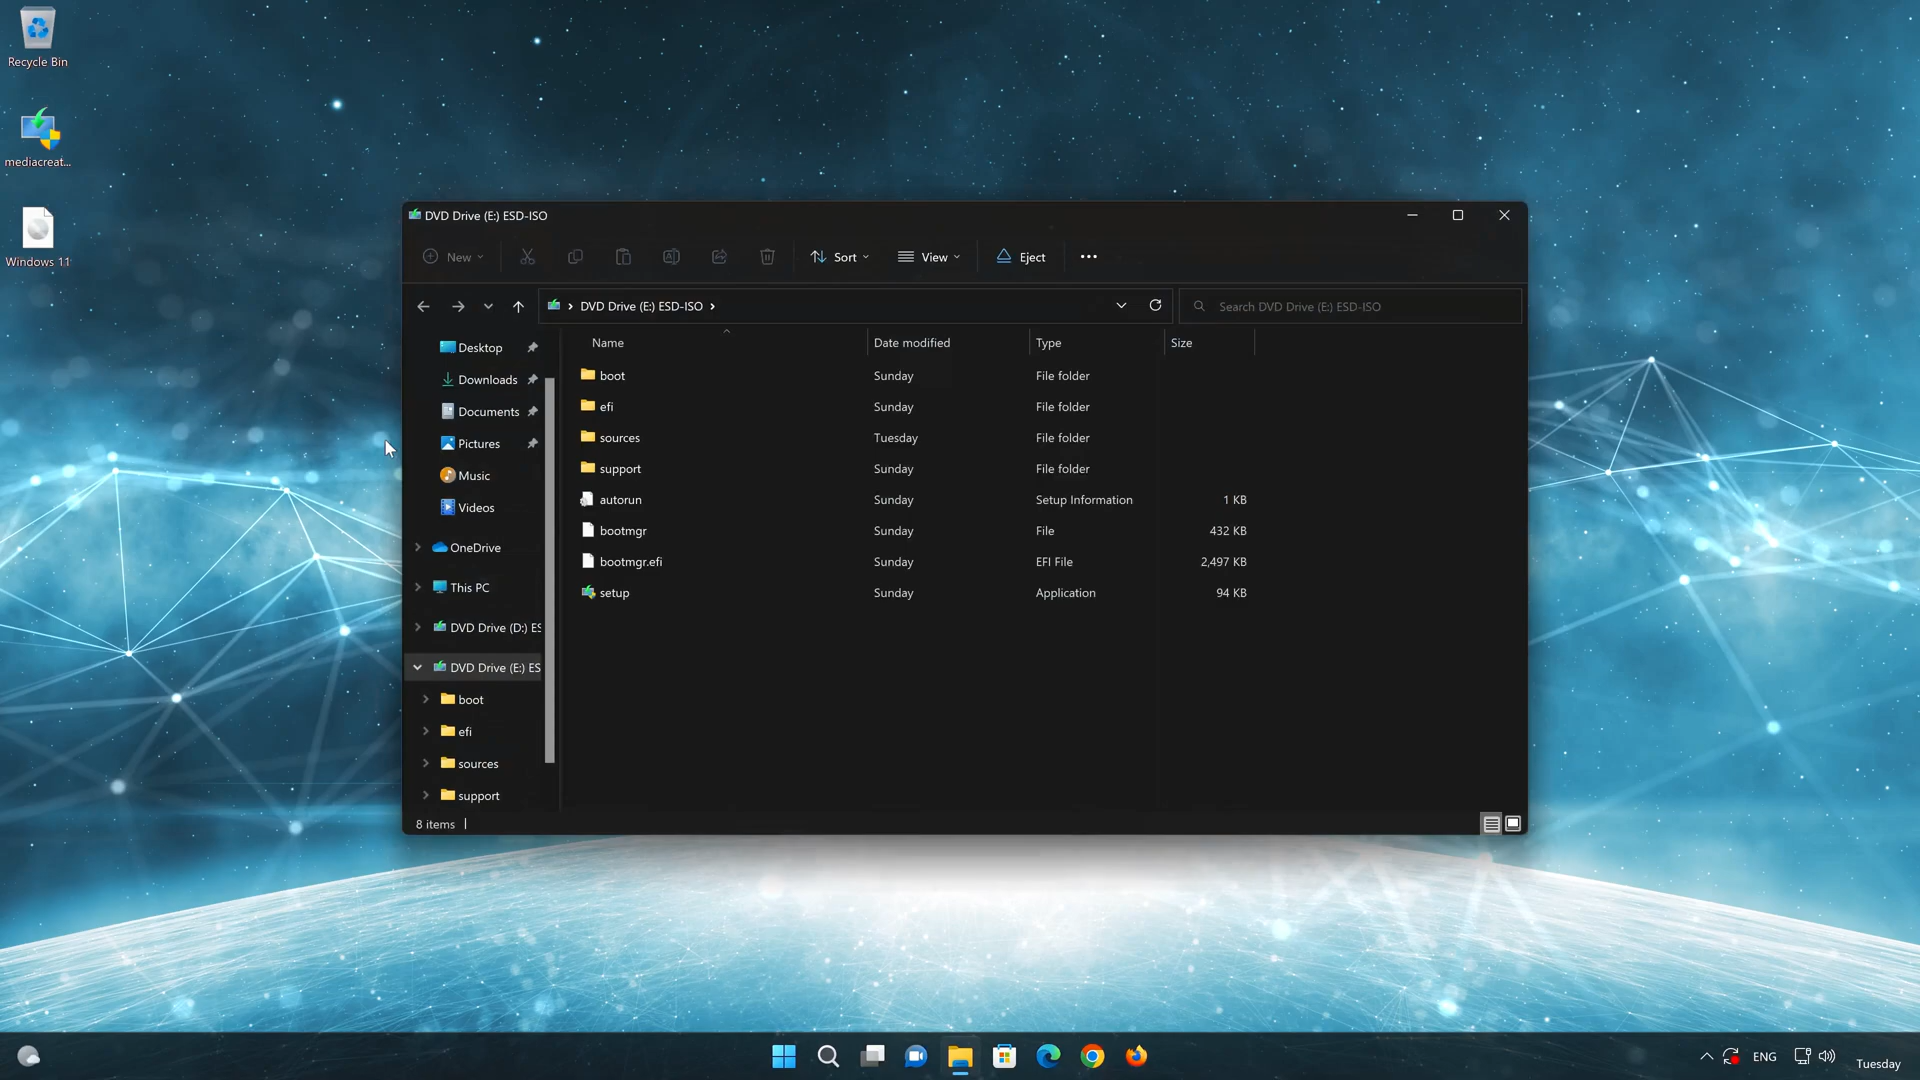 Recycle Bin
mediacreat...
Windows 11
DVD Drive (E:) ESD-ISO
New
Sort
View
Eject
DVD Drive (E:) ESD-ISO
Search DVD Drive (E:) ESD-ISO
Desktop
Downloads
Documents
Pictures
Music
Videos
OneDrive
This PC
DVD Drive (D:) ES
DVD Drive (E:) ES
boot
efi
sources
support
Name Date modified Type Size
boot Sunday File folder
efi Sunday File folder
sources Tuesday File folder
support Sunday File folder
autorun Sunday Setup Information 1 KB
bootmgr Sunday File 432 KB
bootmgr.efi Sunday EFI File 2,497 KB
setup Sunday Application 94 KB
8 items
ENG
Tuesday